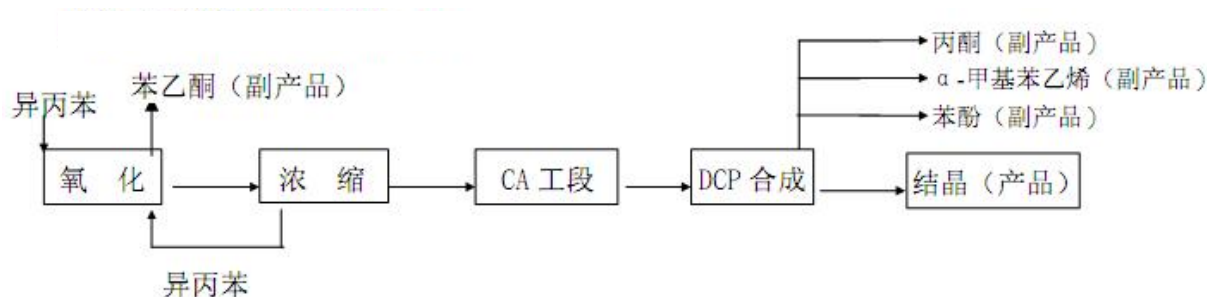 丙酮（副产品）
苯乙酮（副产品）
α-甲基苯乙烯（副产品）
异丙苯
苯酚（副产品）
氧 化
浓 缩
CA 工段
DCP 合成
结晶（产品）
异丙苯